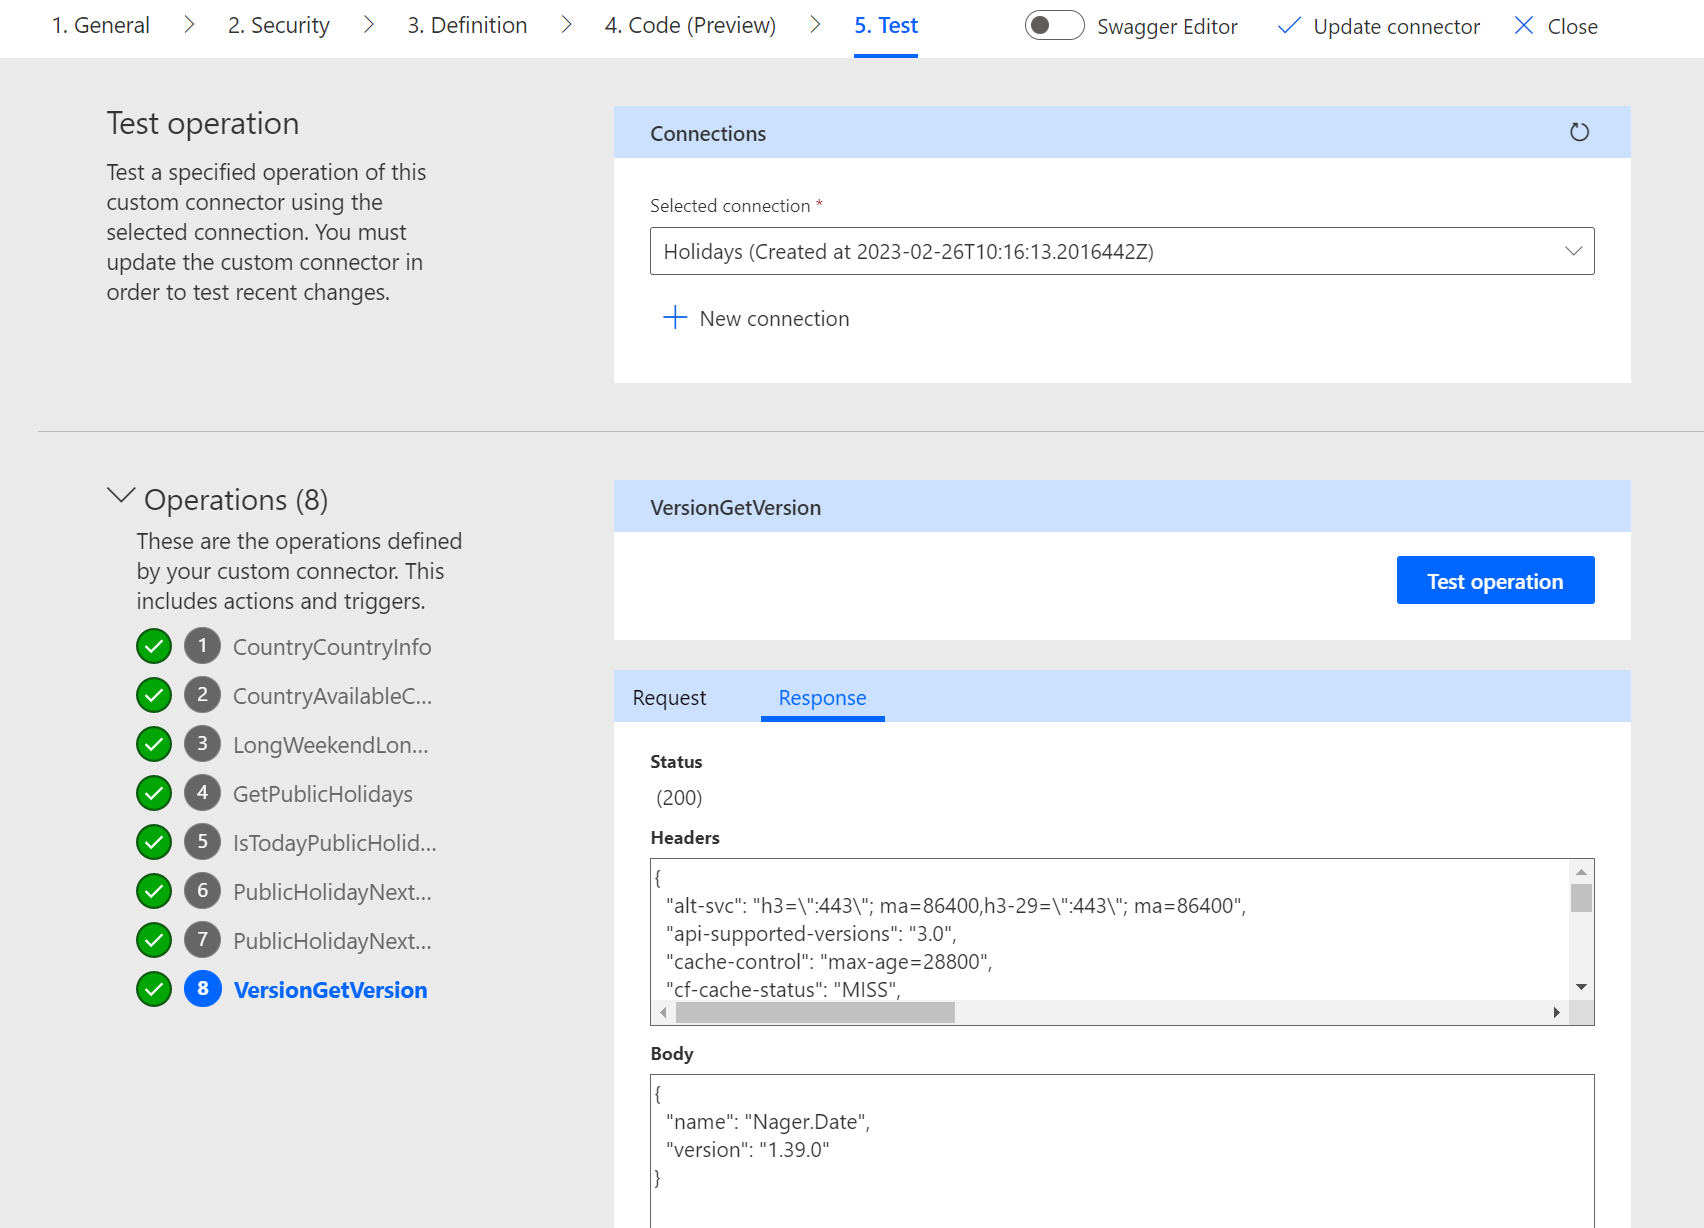 1. General
2. Security
3. Definition
4. Code (Preview)
5. Test
Swagger Editor
Update connector
Close
Test operation
Test a specified operation of this
custom connector using the
selected connection. You must
update the custom connector in
order to test recent changes.
Connections
Selected connection *
Holidays (Created at 2023-02-26T10:16:13.2016442Z)
New connection
Operations (8)
These are the operations defined
by your custom connector. This
includes actions and triggers.
1 CountryCountryInfo
2 CountryAvailableC...
3 LongWeekendLon...
4 GetPublicHolidays
5 IsTodayPublicHolid...
6 PublicHolidayNext...
7 PublicHolidayNext...
8 VersionGetVersion
VersionGetVersion
Test operation
Request
Response
Status
(200)
Headers
{
"alt-svc": "h3=\":443\"; ma=86400,h3-29=\":443\"; ma=86400",
"api-supported-versions": "3.0",
"cache-control": "max-age=28800",
"cf-cache-status": "MISS",
Body
{
"name": "Nager.Date",
"version": "1.39.0"
}